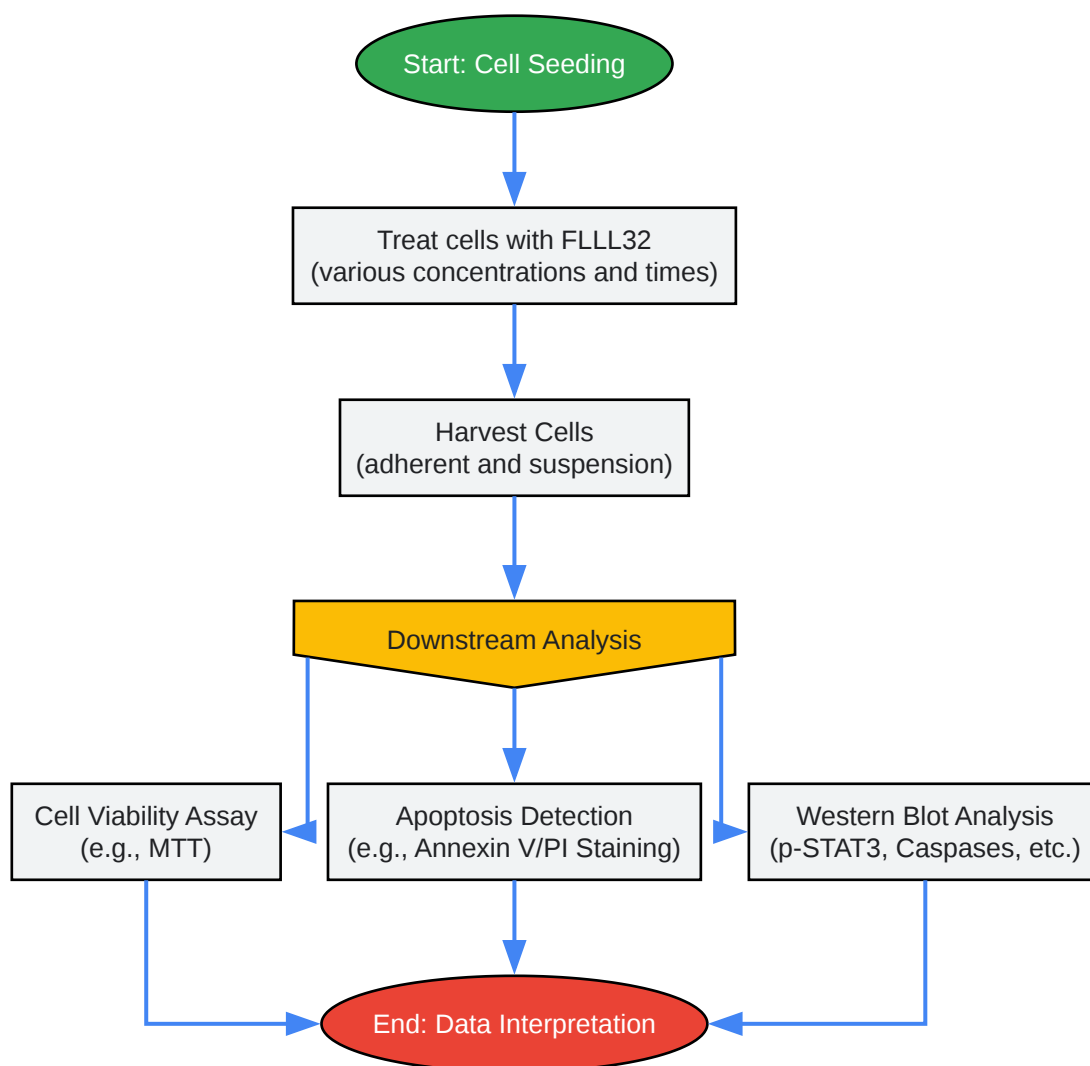 Start: Cell Seeding
Treat cells with FLLL32
(various concentrations and times)
Harvest Cells
(adherent and suspension)
Downstream Analysis
Cell Viability Assay
(e.g., MTT)
Apoptosis Detection
(e.g., Annexin V/PI Staining)
Western Blot Analysis
(p-STAT3, Caspases, etc.)
End: Data Interpretation